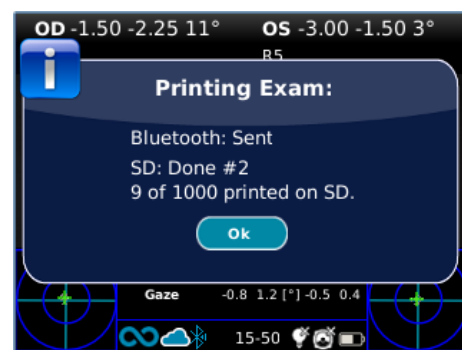 OD -1.50 -2.25 11° OS -3.00 -1.50 3°
R5
i
Printing Exam:
Bluetooth: Sent
SD: Done #2
9 of 1000 printed on SD.
Ok
Gaze -0.8 1.2 [°] -0.5 0.4
15-50